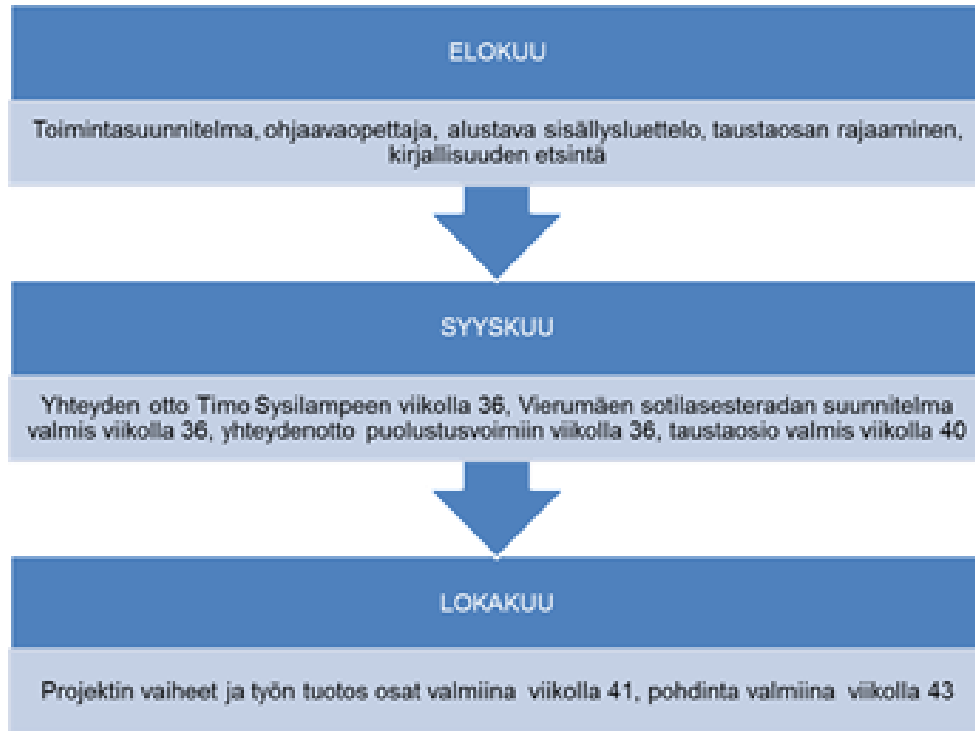 ELOKUU
Toimintasuunnitelma, ohjaavaopettaja, alustava sisällysluettelo, taustaosan rajaaminen,
kirjallisuuden etsintä
SYYSKUU
Yhteyden otto Timo Sysilampeen viikolla 36, Vierumäen sotilasesteradan suunnitelma
valmis viikolla 36, yhteydenotto puolustusvoimiin viikolla 36, taustaosio valmis viikolla 40
LOKAKUU
Projektin vaiheet ja työn tuotos osat valmiina viikolla 41, pohdinta valmiina viikolla 43